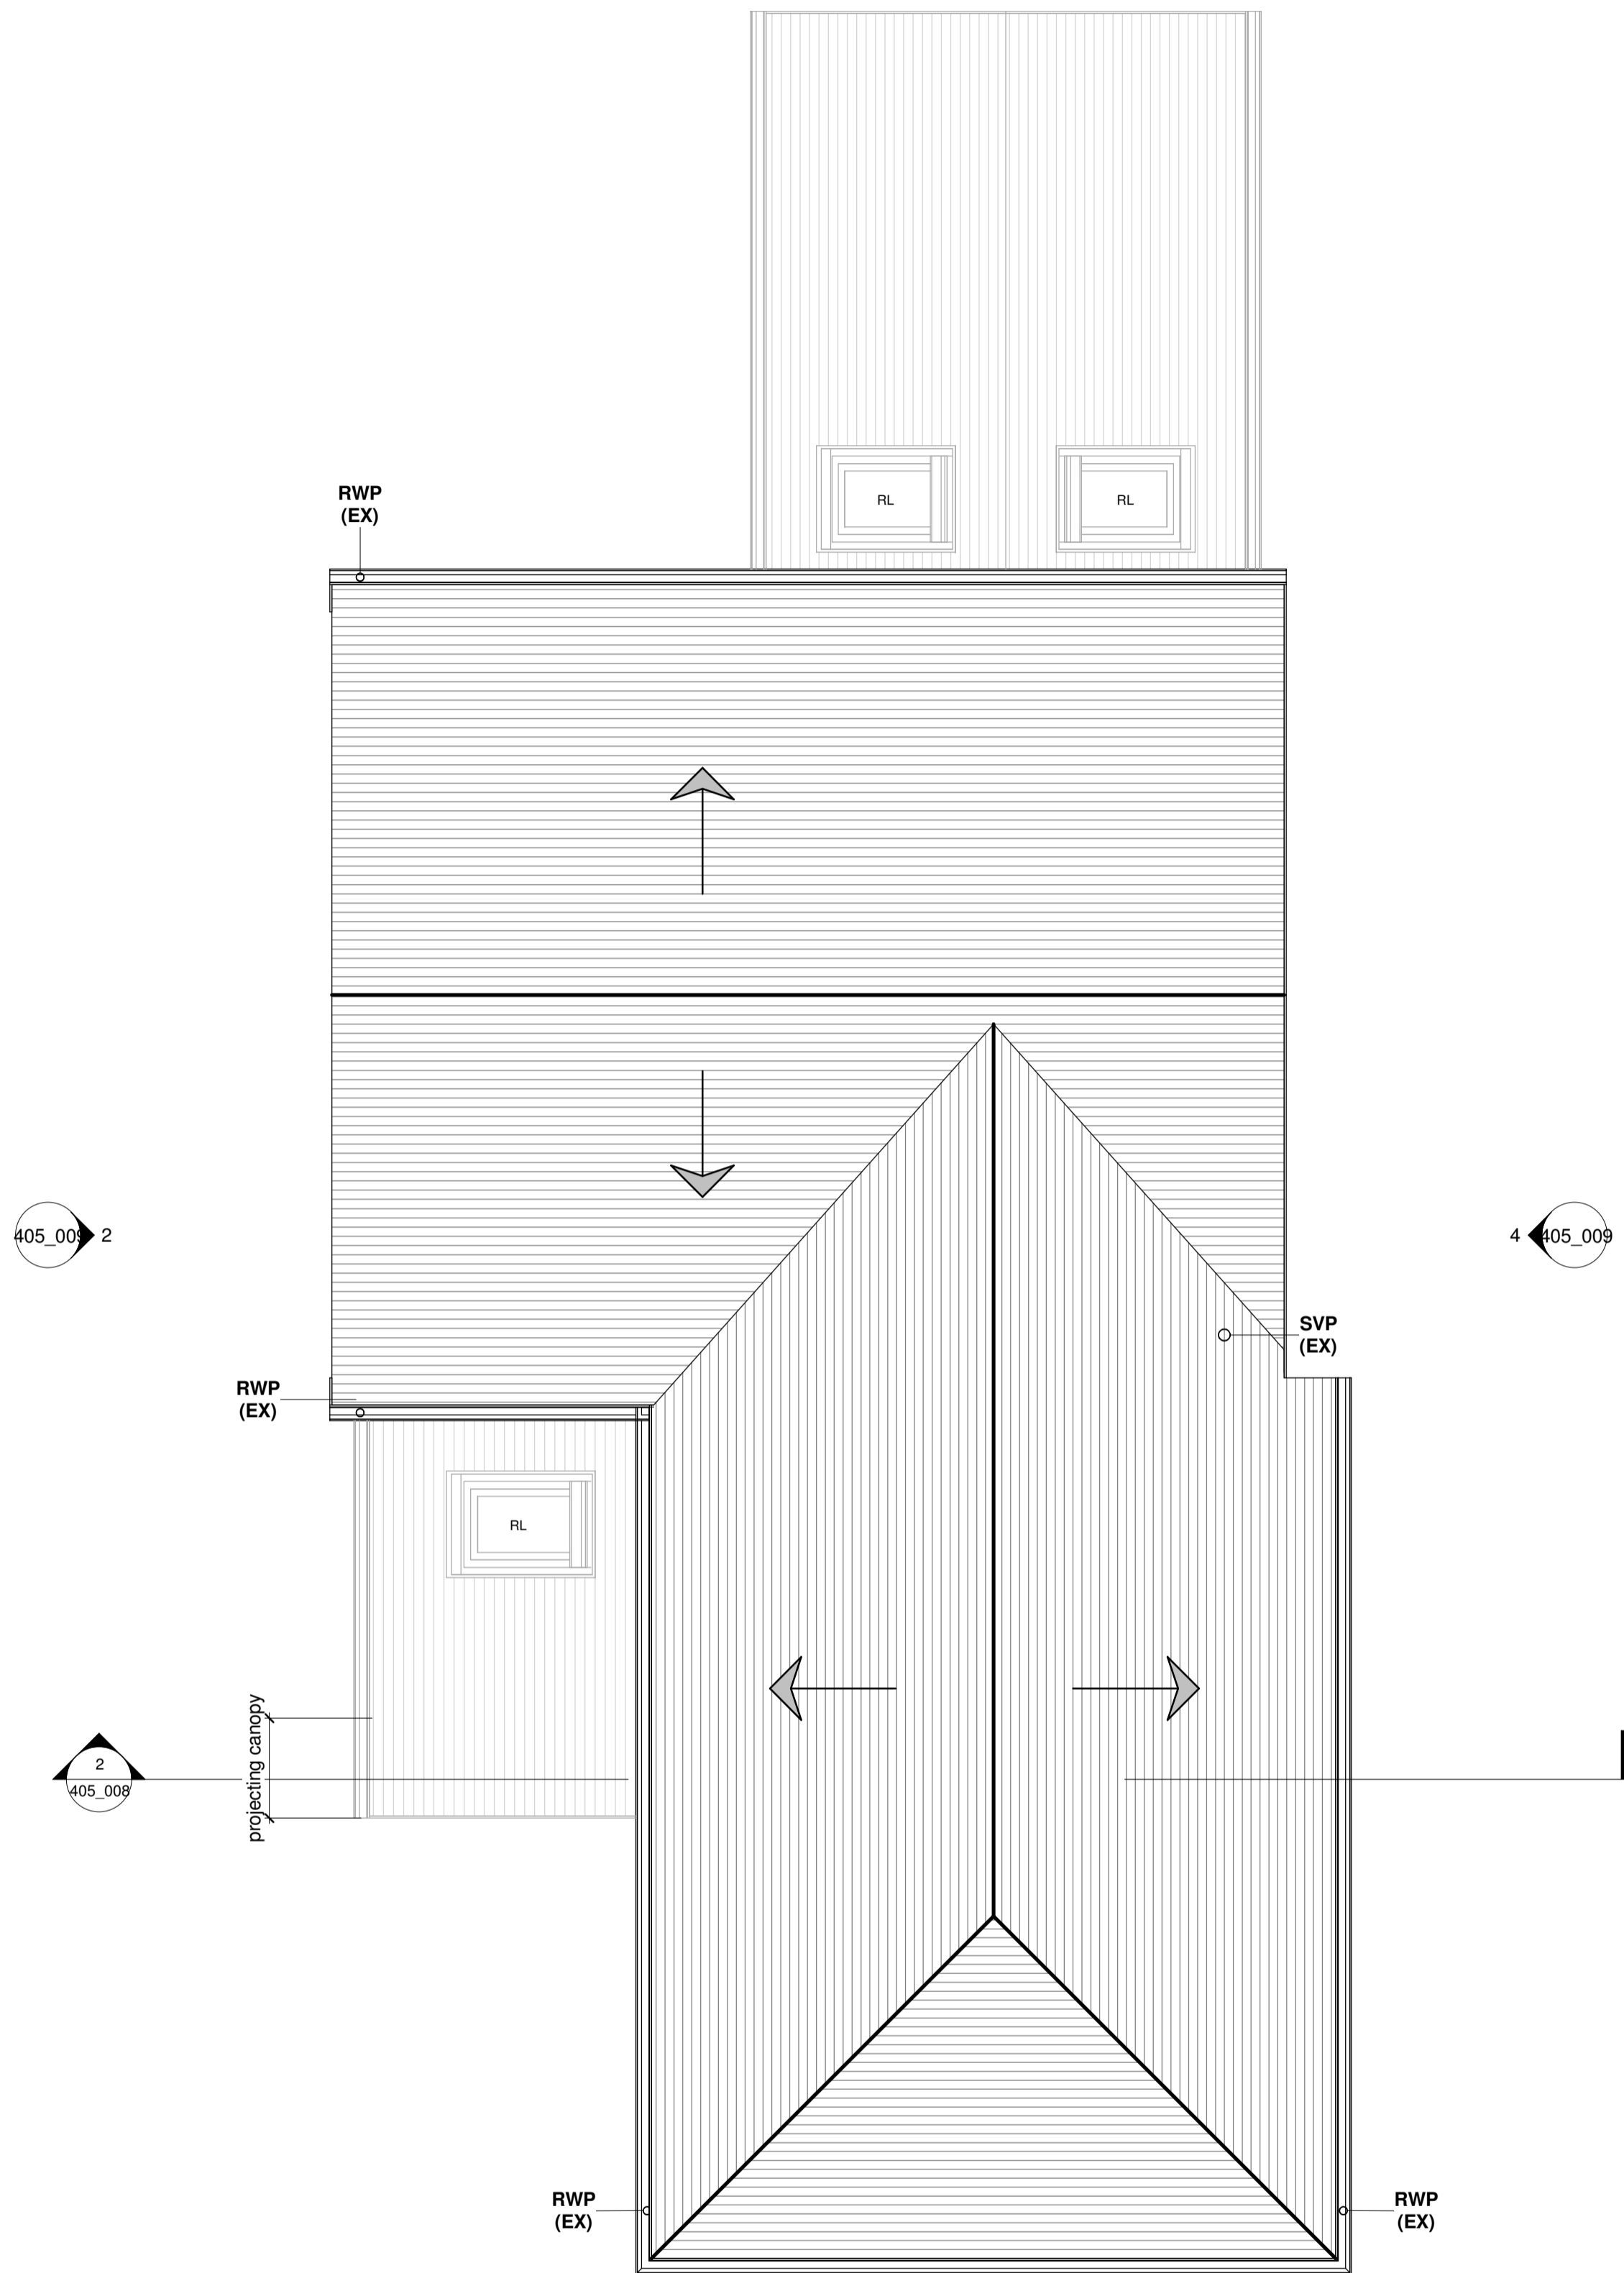 RL
RL
RWP
(EX)
405_009
2
4
405_009
SVP
(EX)
RWP
(EX)
RL
projecting canopy
2
405_008
RWP
(EX)
RWP
(EX)